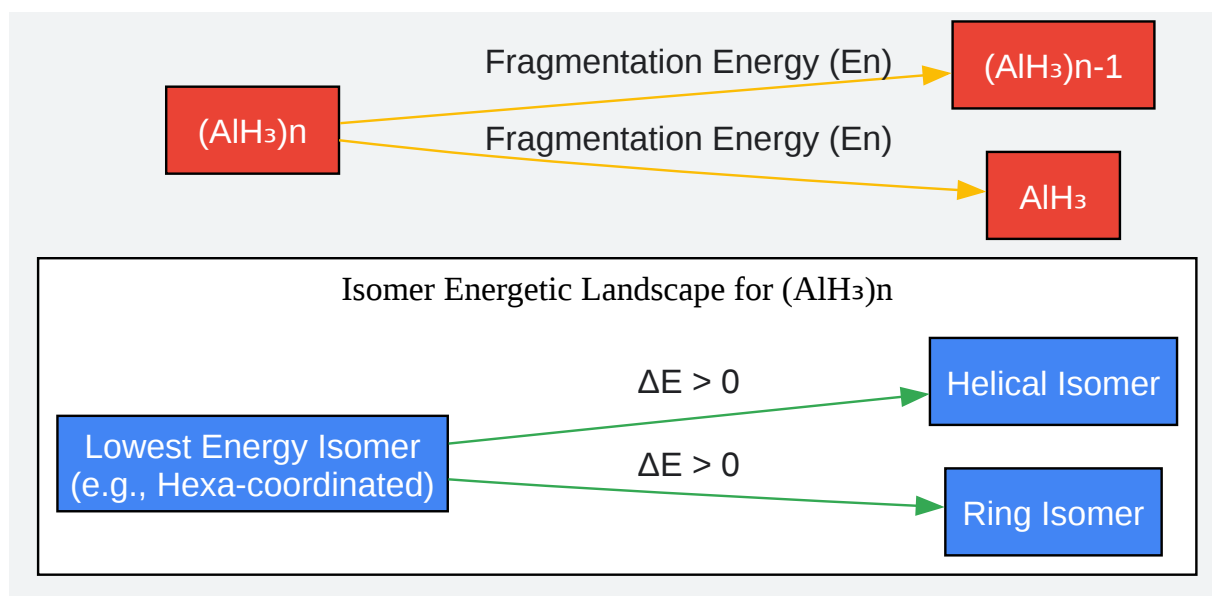 Fragmentation Energy (En)
(AlH₃)n-1
(AlH₃)n
Fragmentation Energy (En)
AlH₃
Isomer Energetic Landscape for (AlH₃)n
ΔE > 0
Helical Isomer
Lowest Energy Isomer
(e.g., Hexa-coordinated)
ΔE > 0
Ring Isomer